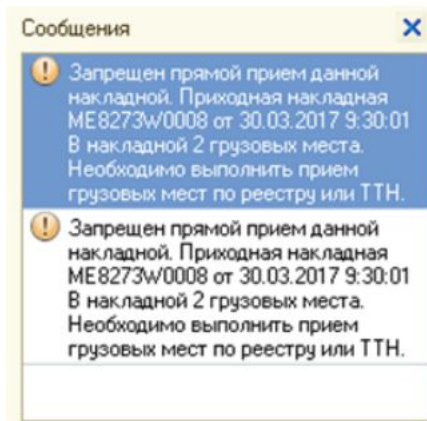 Сообщения
Запрещен прямой прием данной
накладной. Приходная накладная
МЕ8273W0008 от 30.03.2017 9:30:01
В накладной 2 грузовых места.
Необходимо выполнить прием
грузовых мест по реестру или ТТН.
Запрещен прямой прием данной
накладной. Приходная накладная
МЕ8273W0008 от 30.03.2017 9:30:01
В накладной 2 грузовых места.
Необходимо выполнить прием
грузовых мест по реестру или ТТН.